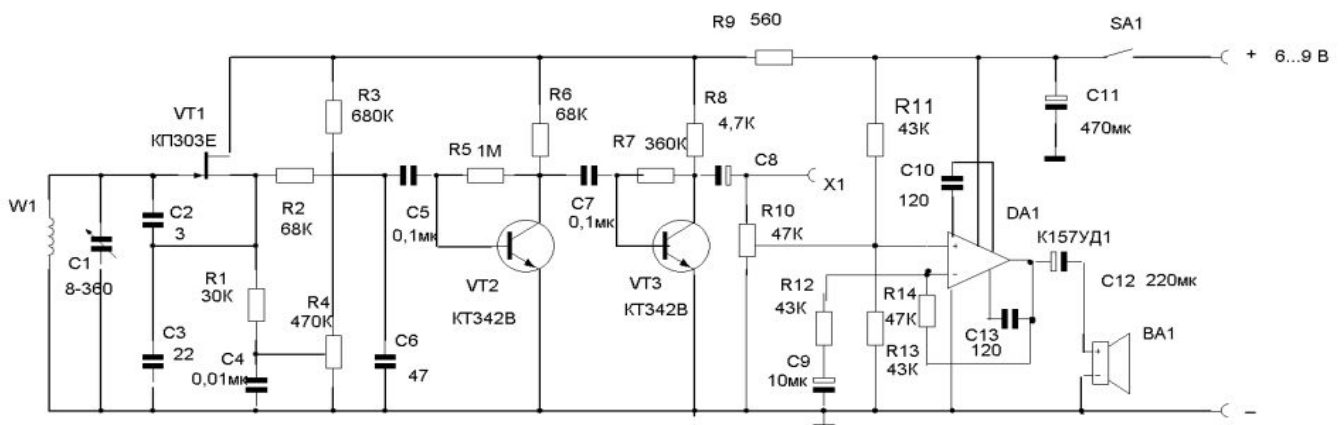 R9 560
SA1
+ 6...9 В
VT1
КП303Е
R3
680К
R6
68К
R8
4,7К
R11
43К
C11
470мк
R5 1М
R7 360К
C8
X1
C10
120
W1
C2
3
R2
68К
C5
0,1мк
C7
0,1мк
R10
47К
DA1
К157УД1
C1
8-360
R1
30К
R4
470К
VT2
КТ342В
VT3
КТ342В
R12
43К
R14
47К
C12 220мк
C3
22
C4
0,01мк
C6
47
C9
10мк
R13
43К
C13
120
BA1
+
-
+
-
–